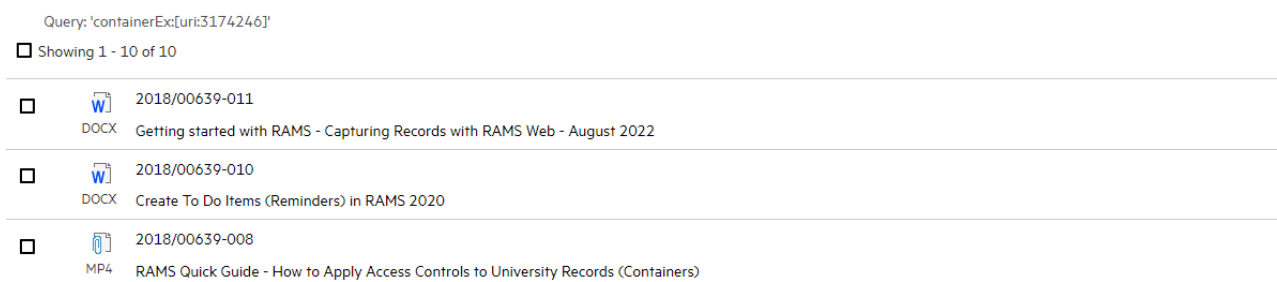 Query: 'containerEx:[uri:3174246]'
Showing 1 - 10 of 10
2018/00639-011
DOCX
Getting started with RAMS - Capturing Records with RAMS Web - August 2022
2018/00639-010
DOCX
Create To Do Items (Reminders) in RAMS 2020
2018/00639-008
MP4
RAMS Quick Guide - How to Apply Access Controls to University Records (Containers)